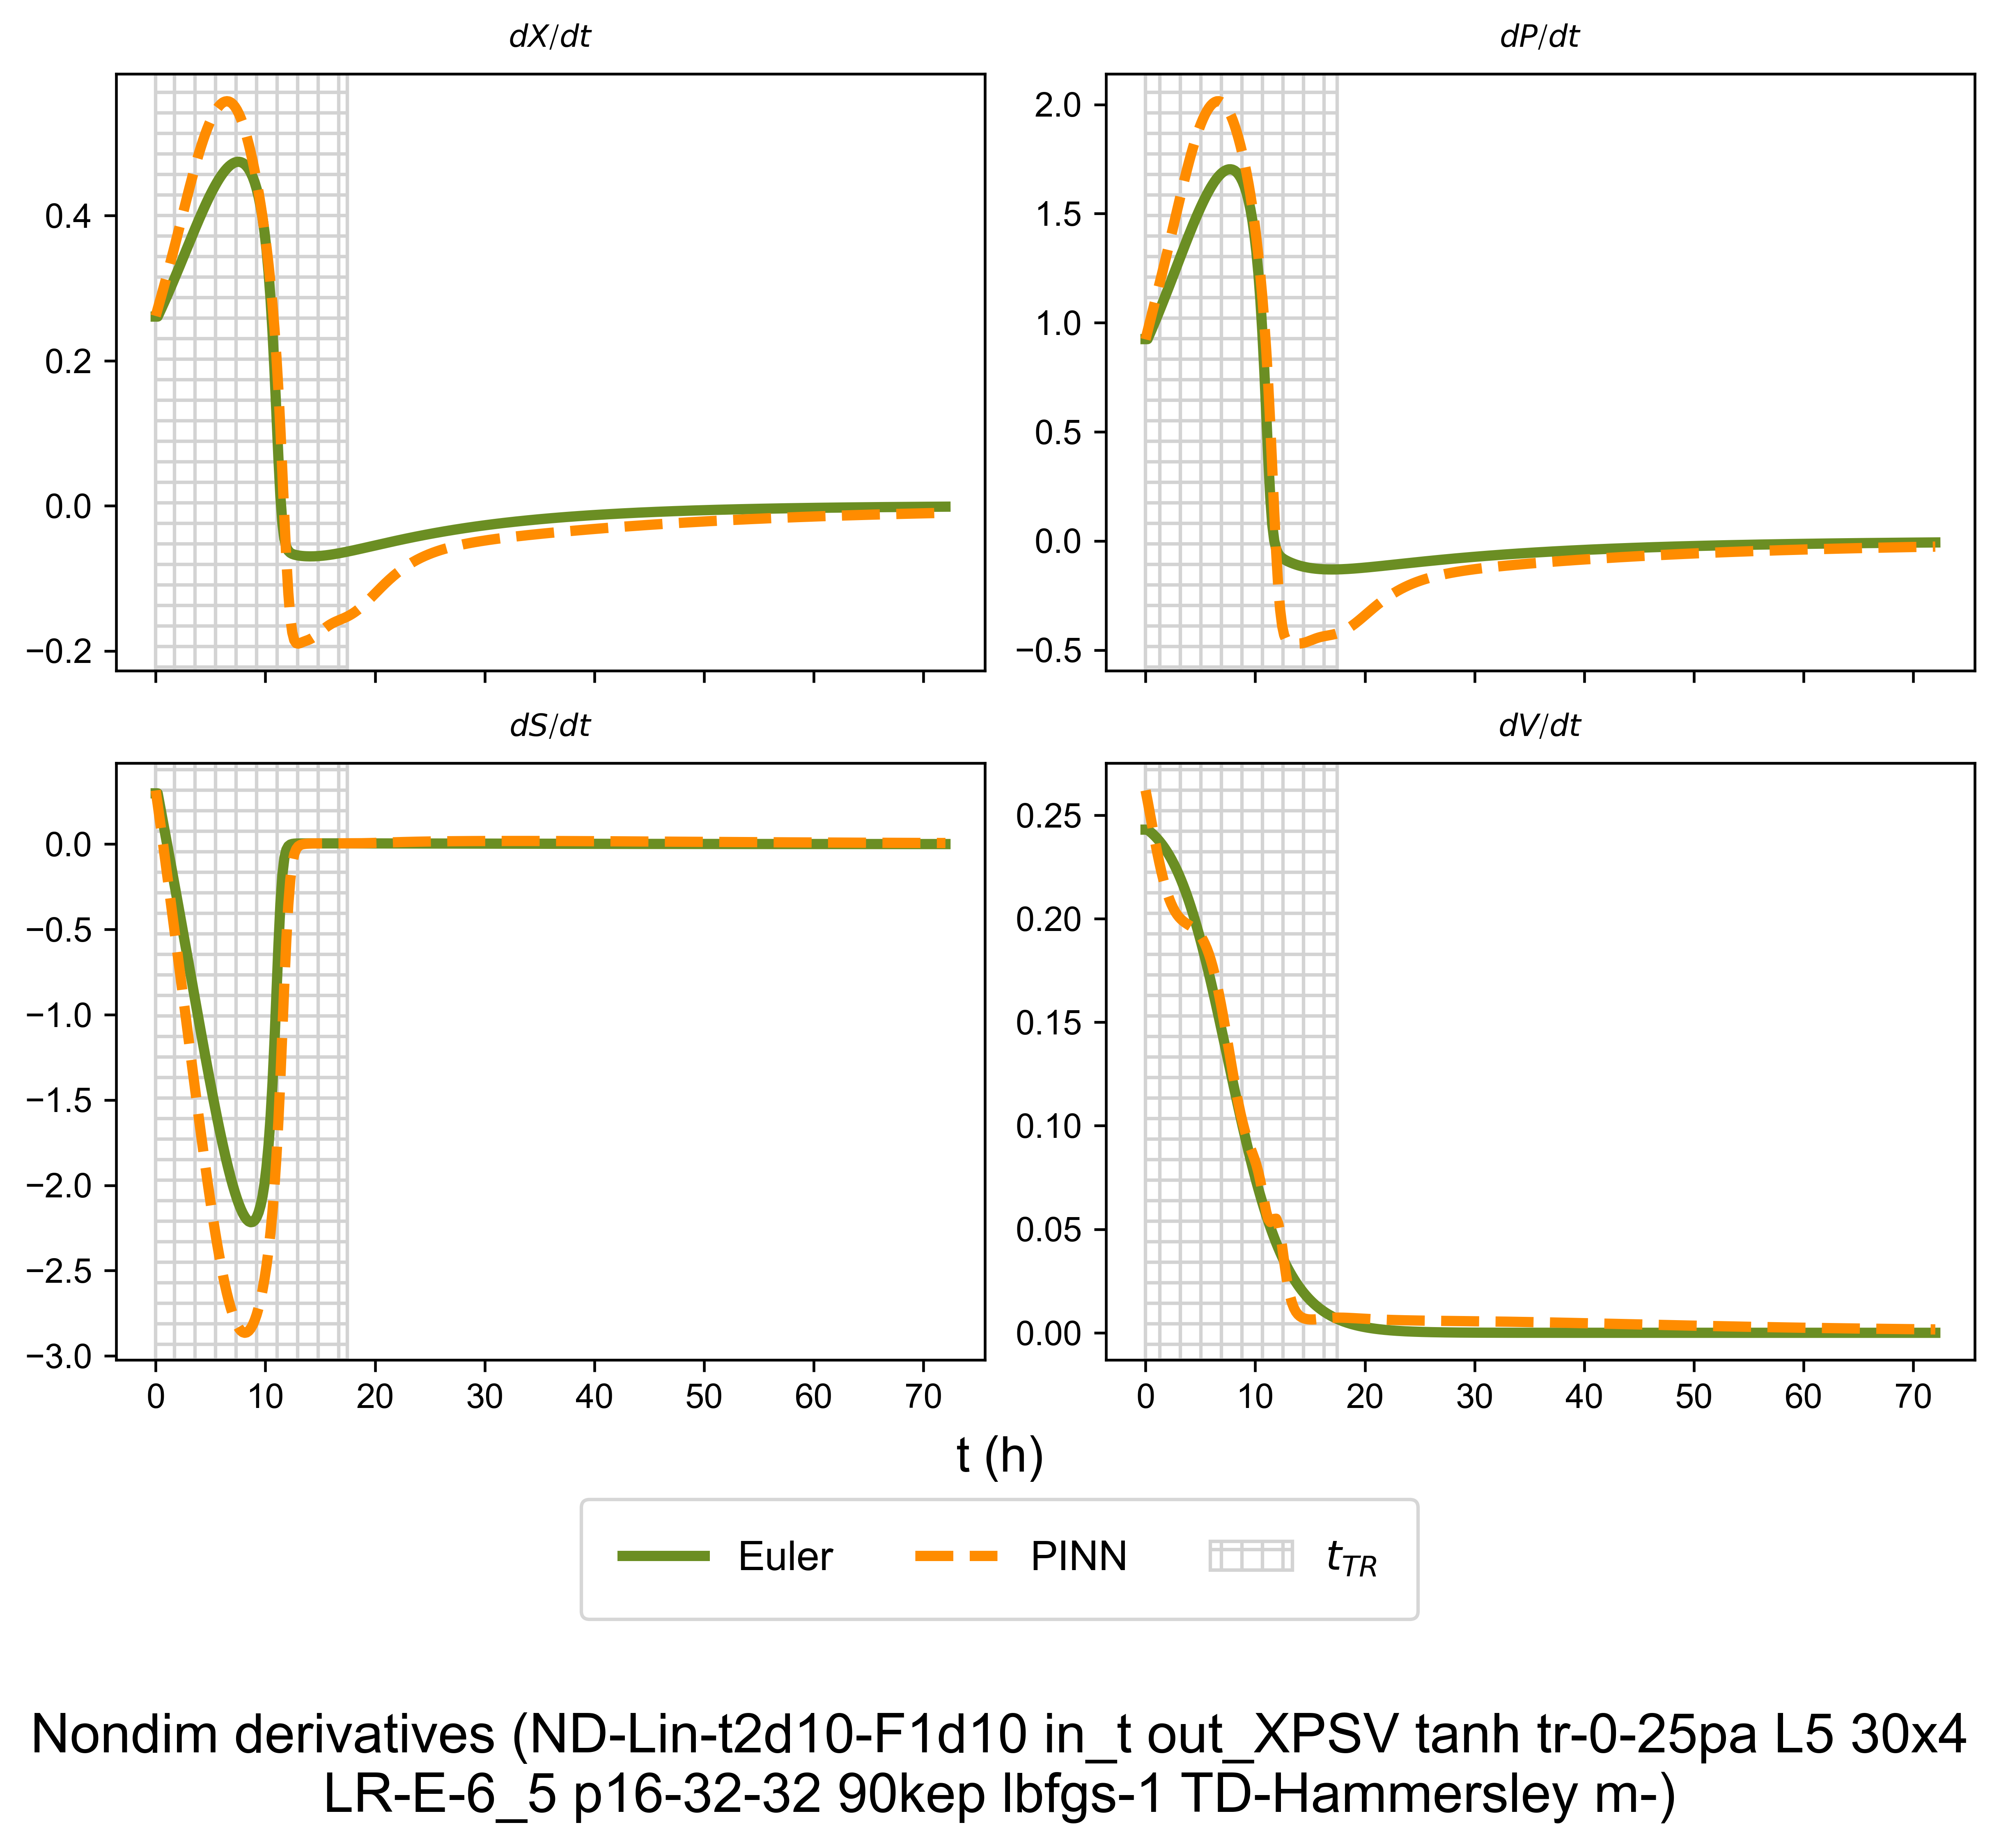 dX/dt
dP/dt
0.4
0.2
0.0
−0.2
2.0
1.5
1.0
0.5
0.0
−0.5
dS/dt
dV/dt
0.0
−0.5
−1.0
−1.5
−2.0
−2.5
−3.0
0 10 20 30 40 50 60 70
0.25
0.20
0.15
0.10
0.05
0.00
0 10 20 30 40 50 60 70
t (h)
Euler PINN t_TR
Nondim derivatives (ND-Lin-t2d10-F1d10 in_t out_XPSV tanh tr-0-25pa L5 30x4
LR-E-6_5 p16-32-32 90kep lbfgs-1 TD-Hammersley m-)